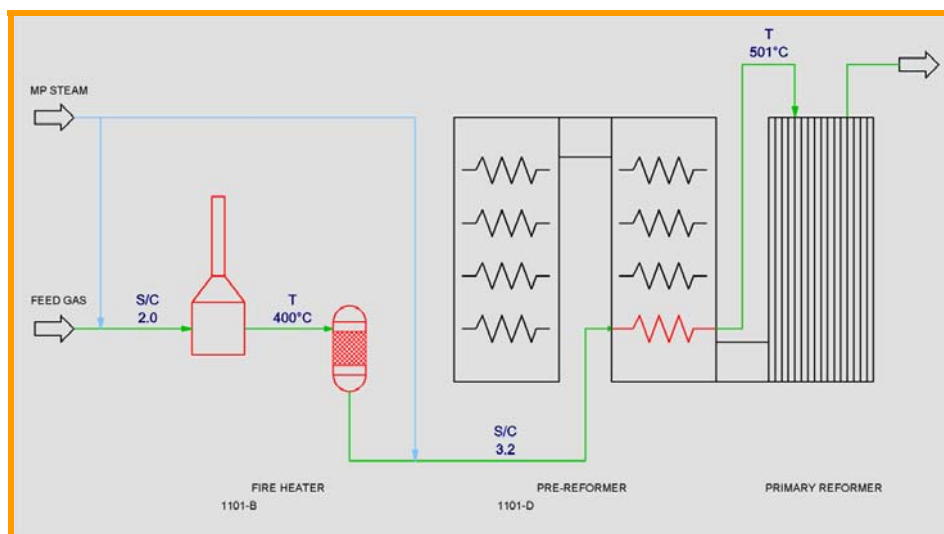 T
501°C
MP STEAM
FEED GAS
S/C
2.0
T
400°C
S/C
3.2
FIRE HEATER
1101-B
PRE-REFORMER
1101-D
PRIMARY REFORMER